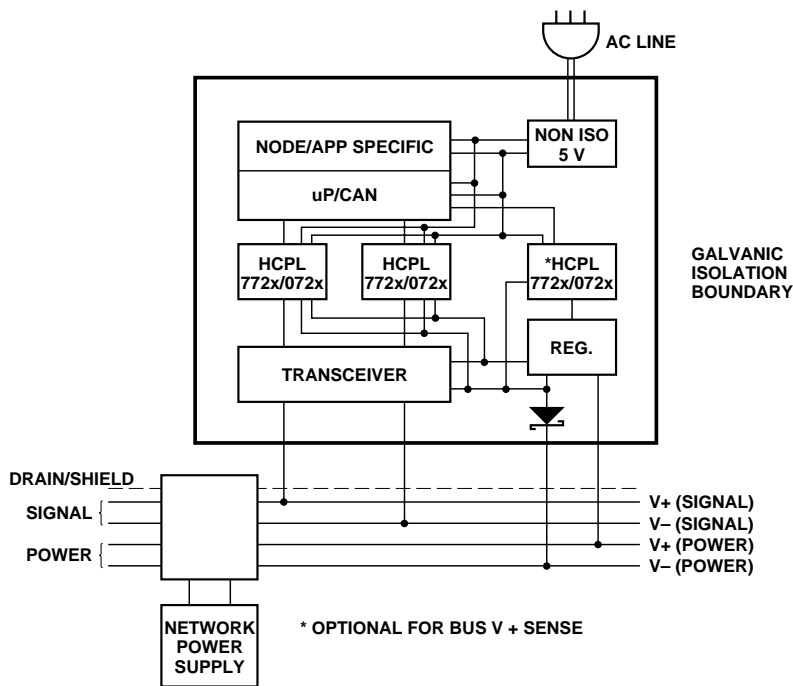 AC LINE
NODE/APP SPECIFIC
NON ISO
5 V
uP/CAN
HCPL
772x/072x
HCPL
772x/072x
*HCPL
772x/072x
GALVANIC
ISOLATION
BOUNDARY
REG.
TRANSCEIVER
DRAIN/SHIELD
SIGNAL
POWER
V+ (SIGNAL)
V– (SIGNAL)
V+ (POWER)
V– (POWER)
NETWORK
POWER
SUPPLY
* OPTIONAL FOR BUS V + SENSE